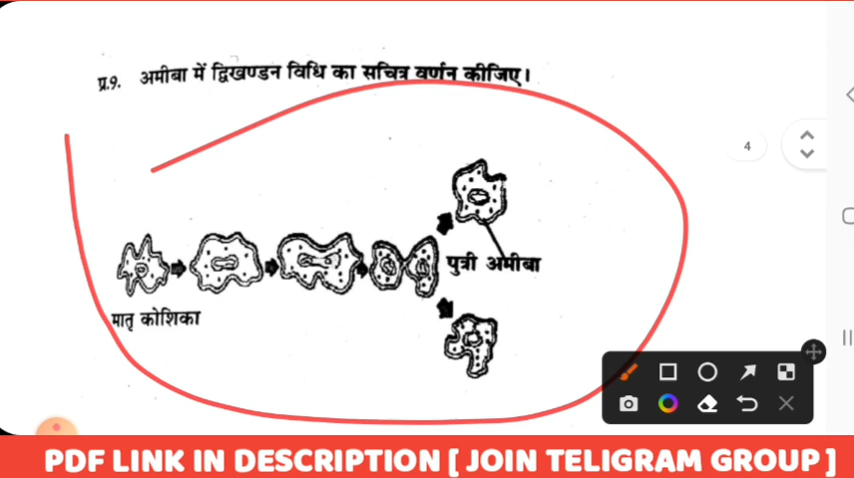 प्र.9. अमीबा में द्विखण्डन विधि का सचित्र वर्णन कीजिए।
4
पुत्री अमीबा
मातृ कोशिका
PDF LINK IN DESCRIPTION [ JOIN TELIGRAM GROUP ]